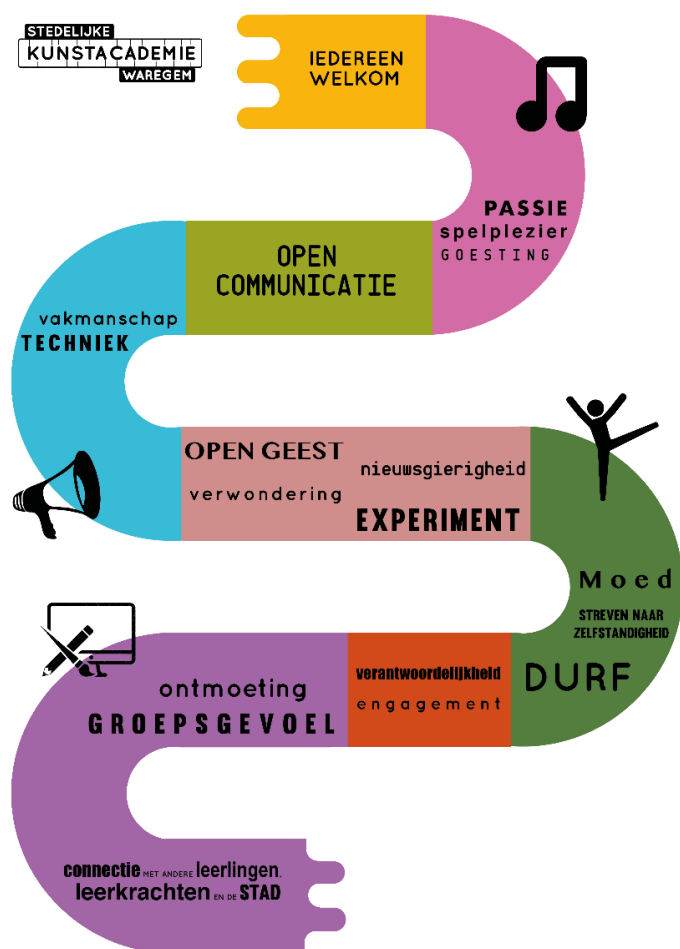 STEDELIJKE
KUNSTACADEMIE
WAREGEM
IEDEREEN
WELKOM
PASSIE
spelplezier
GOESTING
OPEN
COMMUNICATIE
vakmanschap
TECHNIEK
OPEN GEEST
verwondering
nieuwsgierigheid
EXPERIMENT
Moed
STREVEN NAAR
ZELFSTANDIGHEID
DURF
verantwoordelijkheid
engagement
ontmoeting
GROEPSGEVOEL
connectie MET ANDERE leerlingen,
leerkrachten EN DE STAD